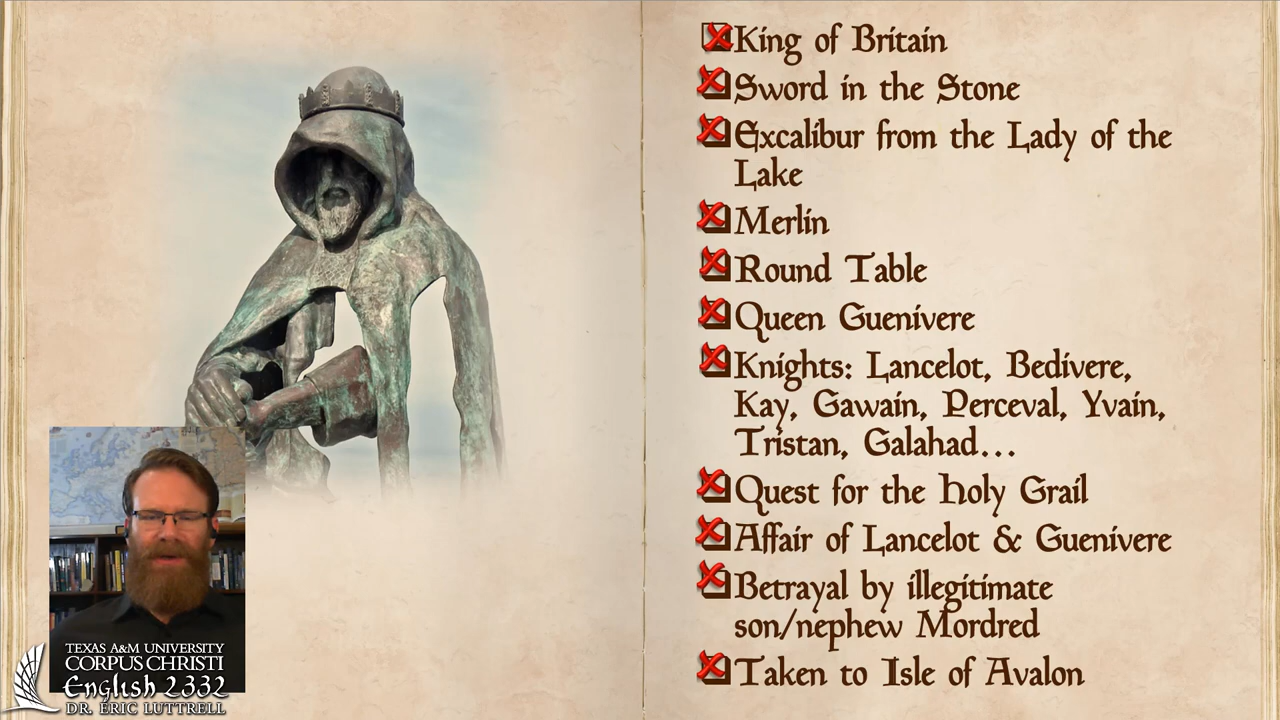 King of Britain
Sword in the Stone
Excalibur from the Lady of the
Lake
Merlin
Round Table
Queen Guenivere
Knights: Lancelot, Bedivere,
Kay, Gawain, Perceval, Yvain,
Tristan, Galahad...
Quest for the Holy Grail
Affair of Lancelot & Guenivere
Betrayal by illegitimate
son/nephew Mordred
Taken to Isle of Avalon
TEXAS A&M UNIVERSITY
CORPUS CHRISTI
English 2332
DR. ERIC LUTTRELL